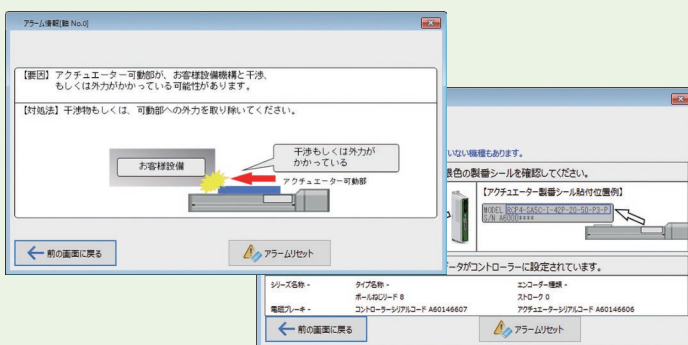 アラーム情報[軸 No.0]
【要因】アクチュエーター可動部が、お客様設備機構と干渉、
もしくは外力がかかっている可能性があります。
【対処法】干渉物もしくは、可動部への外力を取り除いてください。
お客様設備
干渉もしくは外力が
かかっている
アクチュエーター可動部
前の画面に戻る
アラームリセット
いない機種もあります。
銀色の製番シールを確認してください。
【アクチュエーター製番シール貼付位置例】
MODEL RCP4-SA5C-I-42P-20-50-P3-P
S/N A6000****
ータがコントローラーに設定されています。
シリーズ名称 -
タイプ名称 -
エンコーダー種類 -
ボールねじリード 8
ストローク 0
電磁ブレーキ -
コントローラーシリアルコード A60146607
アクチュエーターシリアルコード A60146606
前の画面に戻る
アラームリセット